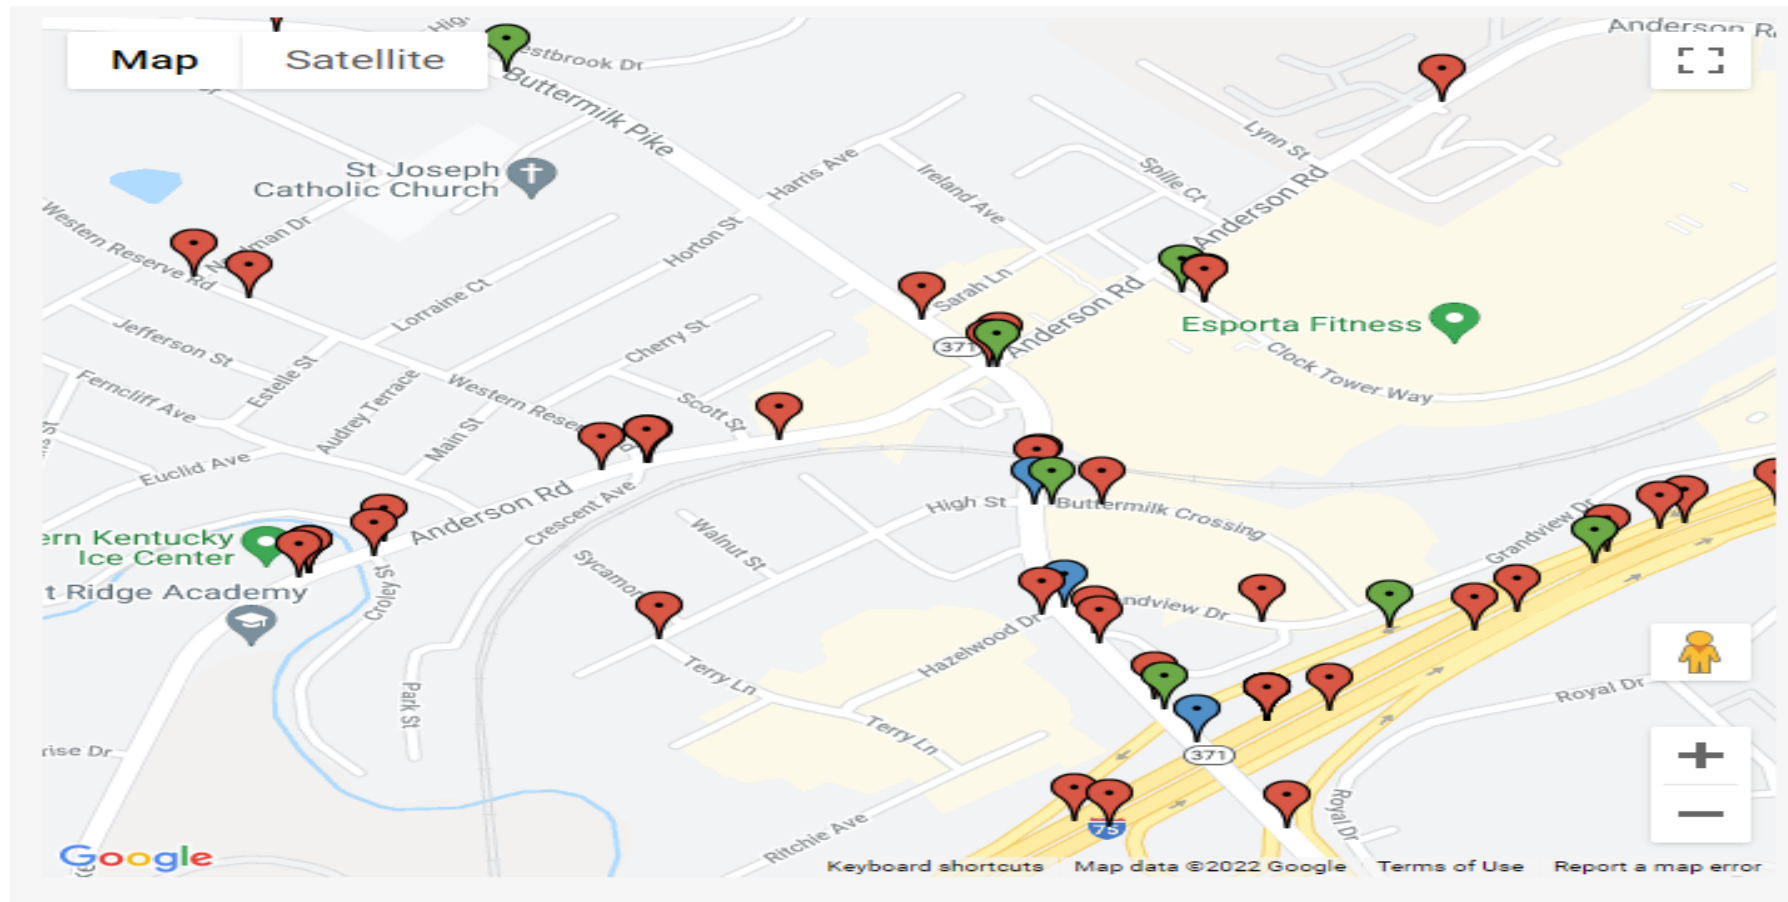 Map
Satellite
Anderson R
estbrook Dr
Buttermilk Pike
St Joseph
Catholic Church
Harris Ave
Ireland Ave
Spille Ct
Lynn St
Anderson Rd
Western Reserve Rd
Horton St
Sarah Ln
Lorraine Ct
371
Anderson Rd
Esporta Fitness
Jefferson St
Cherry St
Clock Tower Way
Estelle St
Ferncliff Ave
Audrey Terrace
Western Rese
Scott St
Main St
Euclid Ave
Anderson Rd
Crescent Ave
High St
Buttermilk Crossing
Walnut St
Grandview Dr
ern Kentucky
Ice Center
t Ridge Academy
Croley St
Sycamor
ndview Dr
Hazelwood Dr
Terry Ln
Park St
Royal Dr
Terry Ln
rise Dr
371
75
Royal Dr
Ritchie Ave
Google
Keyboard shortcuts
Map data ©2022 Google
Terms of Use
Report a map error